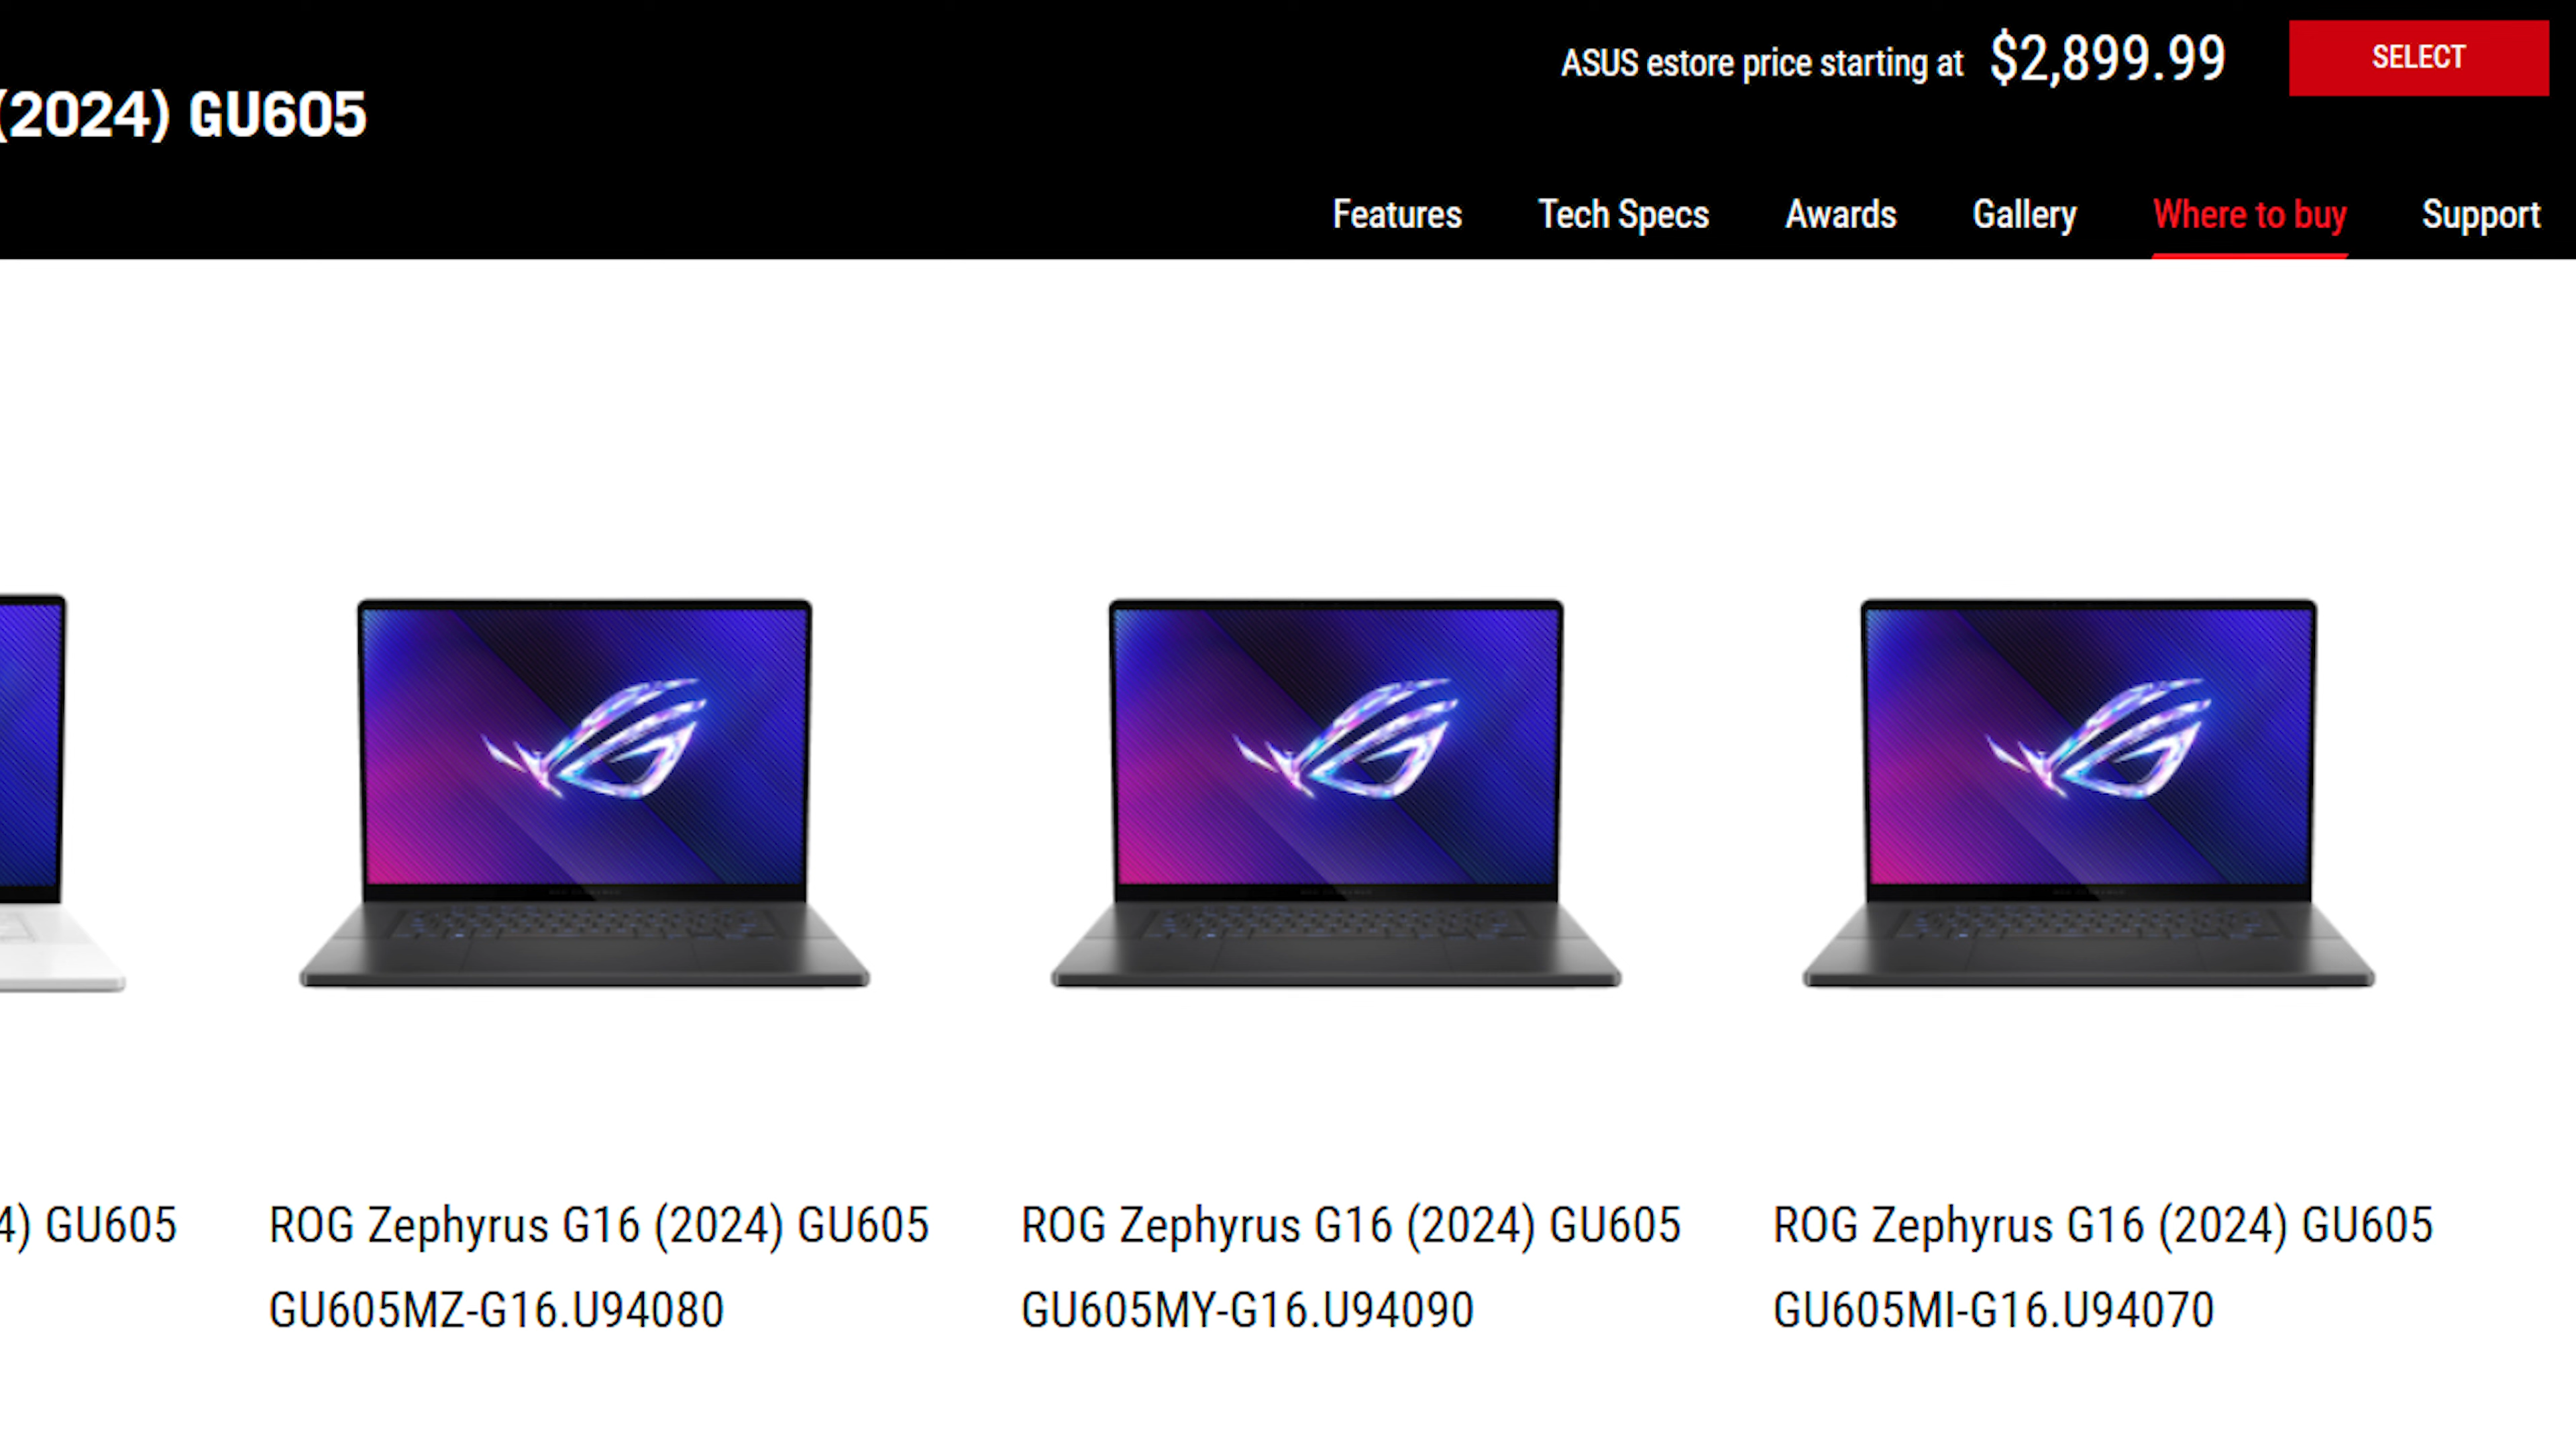 ASUS estore price starting at $2,899.99 SELECT
(2024) GU605
Features Tech Specs Awards Gallery Where to buy Support
4) GU605
ROG Zephyrus G16 (2024) GU605
GU605MZ-G16.U94080
ROG Zephyrus G16 (2024) GU605
GU605MY-G16.U94090
ROG Zephyrus G16 (2024) GU605
GU605MI-G16.U94070